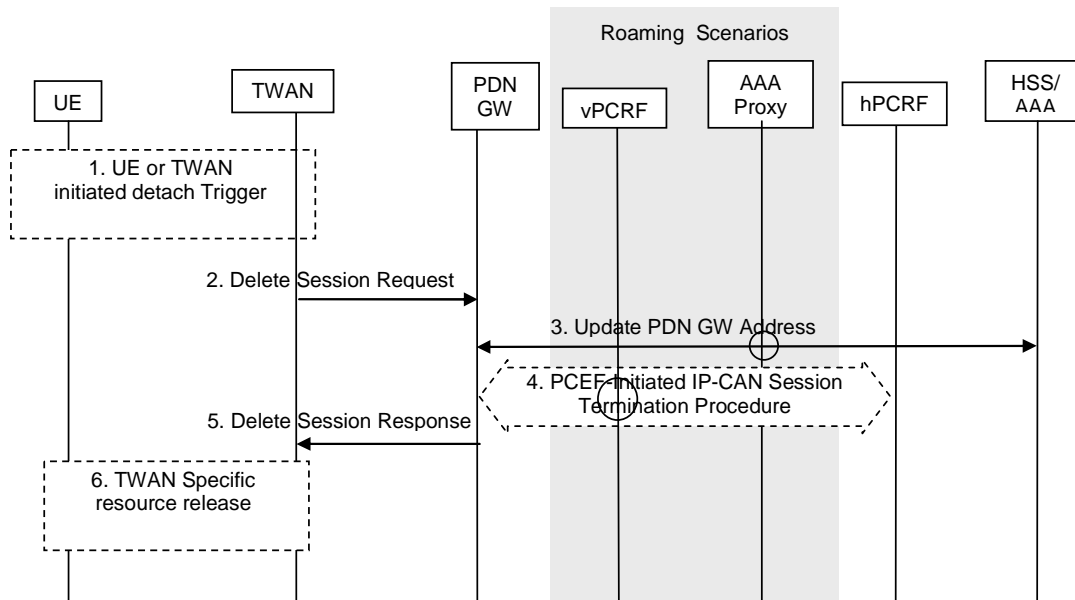 Roaming Scenarios
UE
TWAN
PDN
GW
vPCRF
AAA
Proxy
hPCRF
HSS/
AAA
1. UE or TWAN
initiated detach Trigger
2. Delete Session Request
3. Update PDN GW Address
4. PCEF-Initiated IP-CAN Session
Termination Procedure
5. Delete Session Response
6. TWAN Specific
resource release